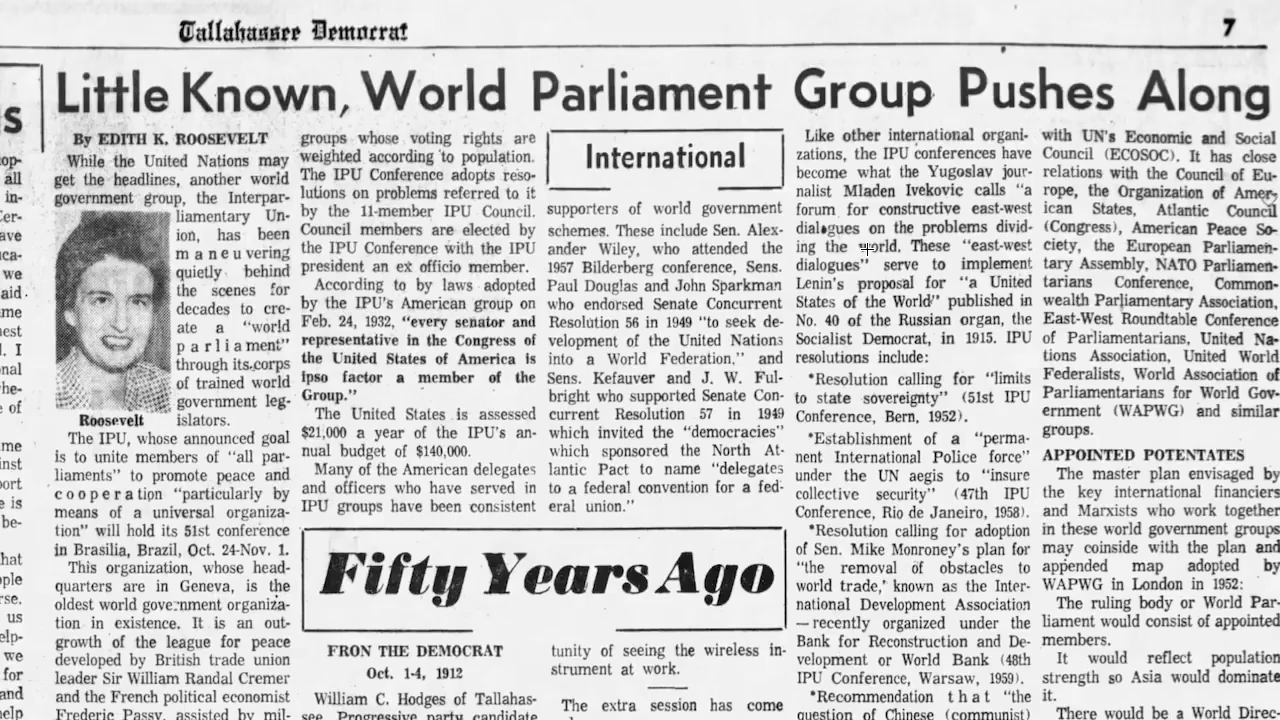 Tallahassee Democrat
7
Little Known, World Parliament Group Pushes Along
s
op-
all
in-
Cer-
ave
uca-
we
aid
me
nest
I. I
onal
he-
e of
me
inst
port
e is
be-
hat
ople
rse.
us
elp-
we
for
and
help
By EDITH K. ROOSEVELT
While the United Nations may
get the headlines, another world
government group, the Interpar-
liamentary Un-
ion, has been
maneuvering
quietly behind
the scenes for
decades to cre-
ate a "world
parliament"
through its corps
of trained world
government leg-
islators.
Roosevelt
The IPU, whose announced goal
is to unite members of "all par-
liaments" to promote peace and
cooperation "particularly by
means of a universal organiza-
tion" will hold its 51st conference
in Brasilia, Brazil, Oct. 24-Nov. 1.
This organization, whose head-
quarters are in Geneva, is the
oldest world government organiza-
tion in existence. It is an out-
growth of the league for peace
developed by British trade union
leader Sir William Randal Cremer
and the French political economist
Frederic Passy, assisted by mil-
groups whose voting rights are
weighted according to population.
The IPU Conference adopts reso-
lutions on problems referred to it
by the 11-member IPU Council.
Council members are elected by
the IPU Conference with the IPU
president an ex officio member.
According to by laws adopted
by the IPU's American group on
Feb. 24, 1932, "every senator and
representative in the Congress of
the United States of America is
ipso factor a member of the
Group."
The United States is assessed
$21,000 a year of the IPU's an-
nual budget of $140,000.
Many of the American delegates
and officers who have served in
IPU groups have been consistent
International
supporters of world government
schemes. These include Sen. Alex-
ander Wiley, who attended the
1957 Bilderberg conference, Sens.
Paul Douglas and John Sparkman
who endorsed Senate Concurrent
Resolution 56 in 1949 "to seek de-
velopment of the United Nations
into a World Federation," and
Sens. Kefauver and J. W. Ful-
bright who supported Senate Con-
current Resolution 57 in 1949
which invited the "democracies"
which sponsored the North At-
lantic Pact to name "delegates
to a federal convention for a fed-
eral union."
Fifty Years Ago
FRON THE DEMOCRAT
Oct. 1-4, 1912
William C. Hodges of Tallahas-
see, Progressive party candidate
tunity of seeing the wireless in-
strument at work.
The extra session has come
Like other international organi-
zations, the IPU conferences have
become what the Yugoslav jour-
nalist Mladen Ivekovic calls "a
forum for constructive east-west
dialogues on the problems divid-
ing the world. These "east-west
dialogues" serve to implement
Lenin's proposal for "a United
States of the World" published in
No. 40 of the Russian organ, the
Socialist Democrat, in 1915. IPU
resolutions include:
*Resolution calling for "limits
to state sovereignty" (51st IPU
Conference, Bern, 1952).
*Establishment of a "perma-
nent International Police force"
under the UN aegis to "insure
collective security" (47th IPU
Conference, Rio de Janeiro, 1958).
*Resolution calling for adoption
of Sen. Mike Monroney's plan for
"the removal of obstacles to
world trade,' known as the Inter-
national Development Association
—recently organized under the
Bank for Reconstruction and De-
velopment or World Bank (48th
IPU Conference, Warsaw, 1959).
*Recommendation that "the
question of Chinese (communist)
with UN's Economic and Social
Council (ECOSOC). It has close
relations with the Council of Eu-
rope, the Organization of Amer-
ican States, Atlantic Council
(Congress), American Peace So-
ciety, the European Parliamen-
tary Assembly, NATO Parliamen-
tarians Conference, Common-
wealth Parliamentary Association,
East-West Roundtable Conference
of Parliamentarians, United Na-
tions Association, United World
Federalists, World Association of
Parliamentarians for World Gov-
ernment (WAPWG) and similar
groups.
APPOINTED POTENTATES
The master plan envisaged by
the key international financiers
and Marxists who work together
in these world government groups
may coinside with the plan and
appended map adopted by
WAPWG in London in 1952:
The ruling body or World Par-
liament would consist of appointed
members.
It would reflect population
strength so Asia would dominate
it.
There would be a World Direc-